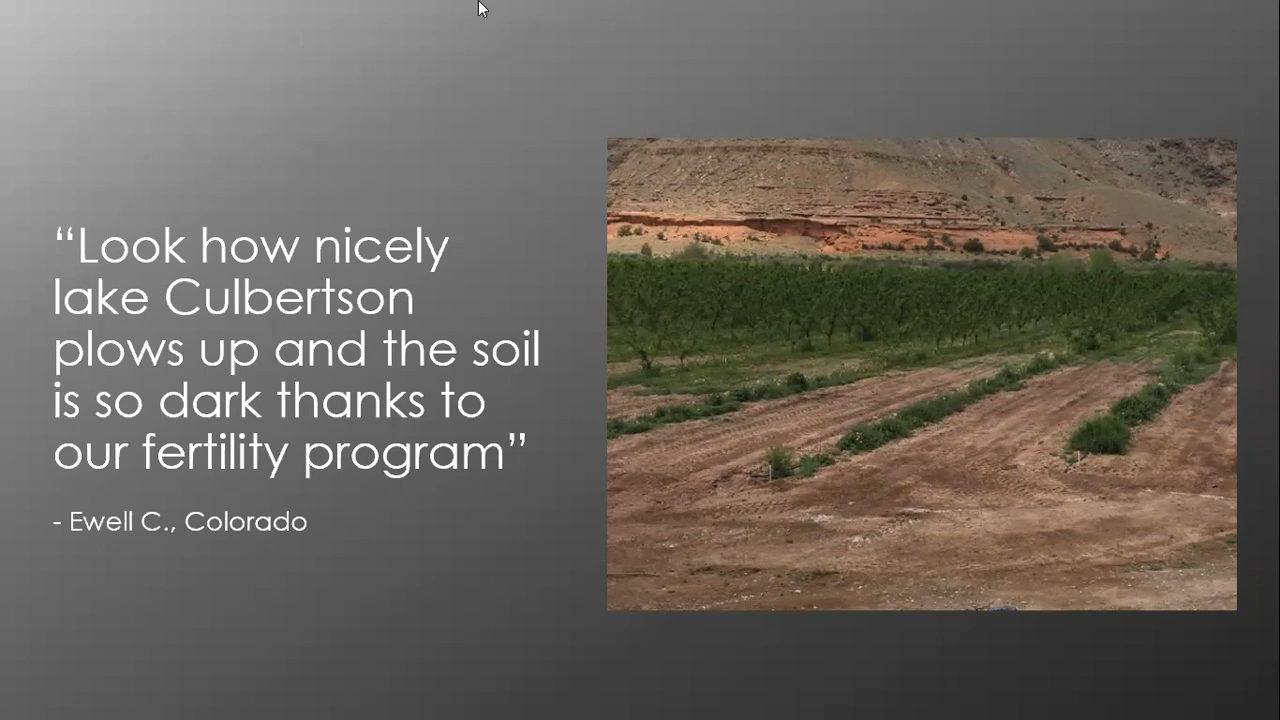 “Look how nicely
lake Culbertson
plows up and the soil
is so dark thanks to
our fertility program”
- Ewell C., Colorado